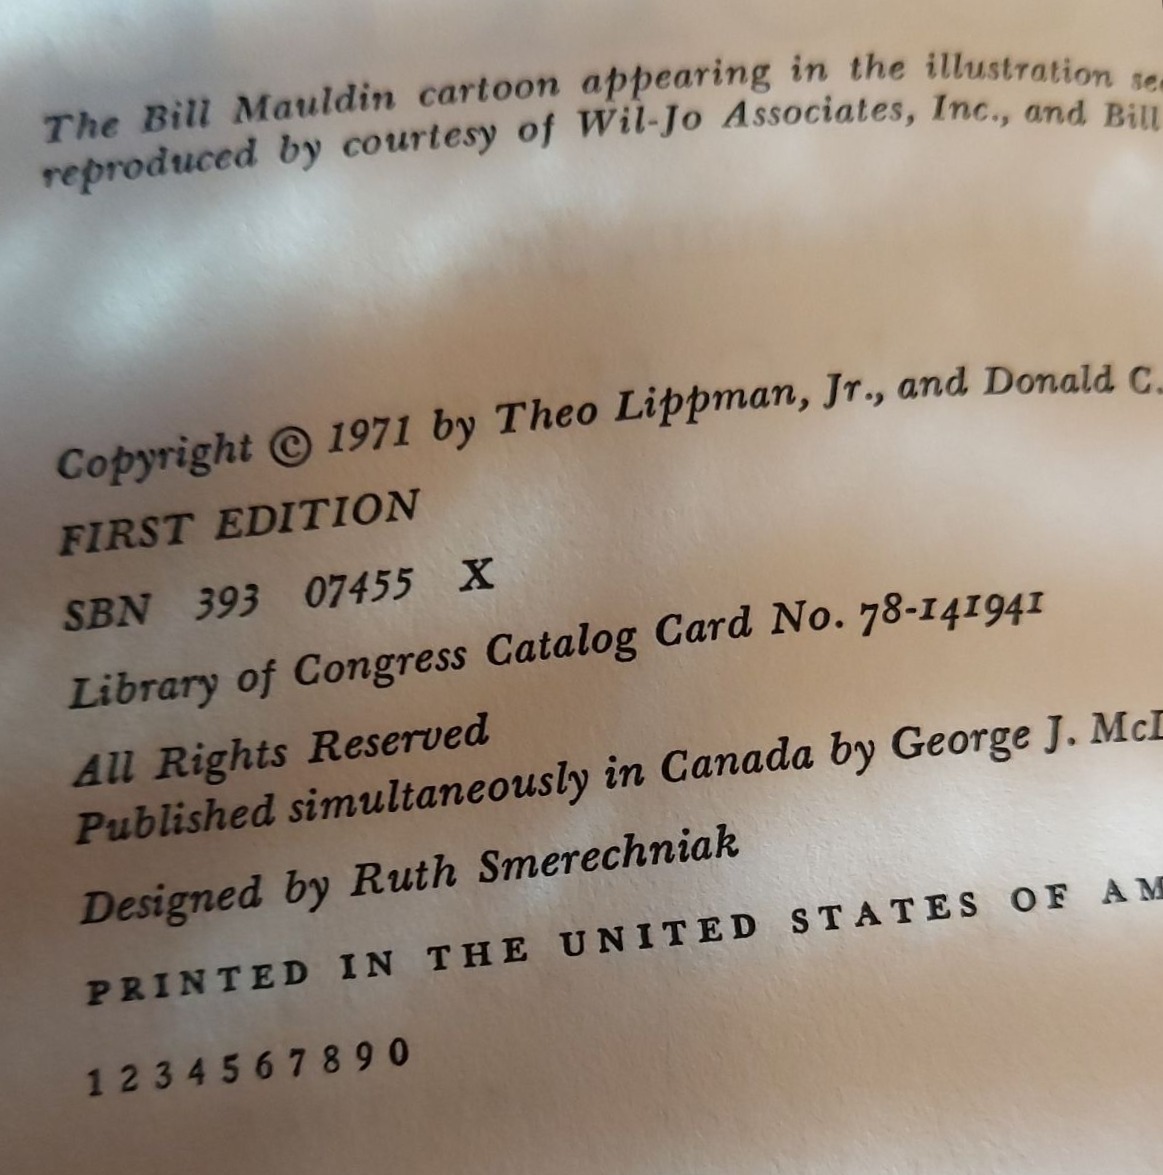 The Bill Mauldin cartoon appearing in the illustration
reproduced by courtesy of Wil-Jo Associates, Inc., and Bill
Copyright © 1971 by Theo Lippman, Jr., and Donald C.
FIRST EDITION
SBN 393 07455 X
Library of Congress Catalog Card No. 78-141941
All Rights Reserved
Published simultaneously in Canada by George J.
Designed by Ruth Smerechniak
PRINTED IN THE UNITED STATES OF
1 2 3 4 5 6 7 8 9 0